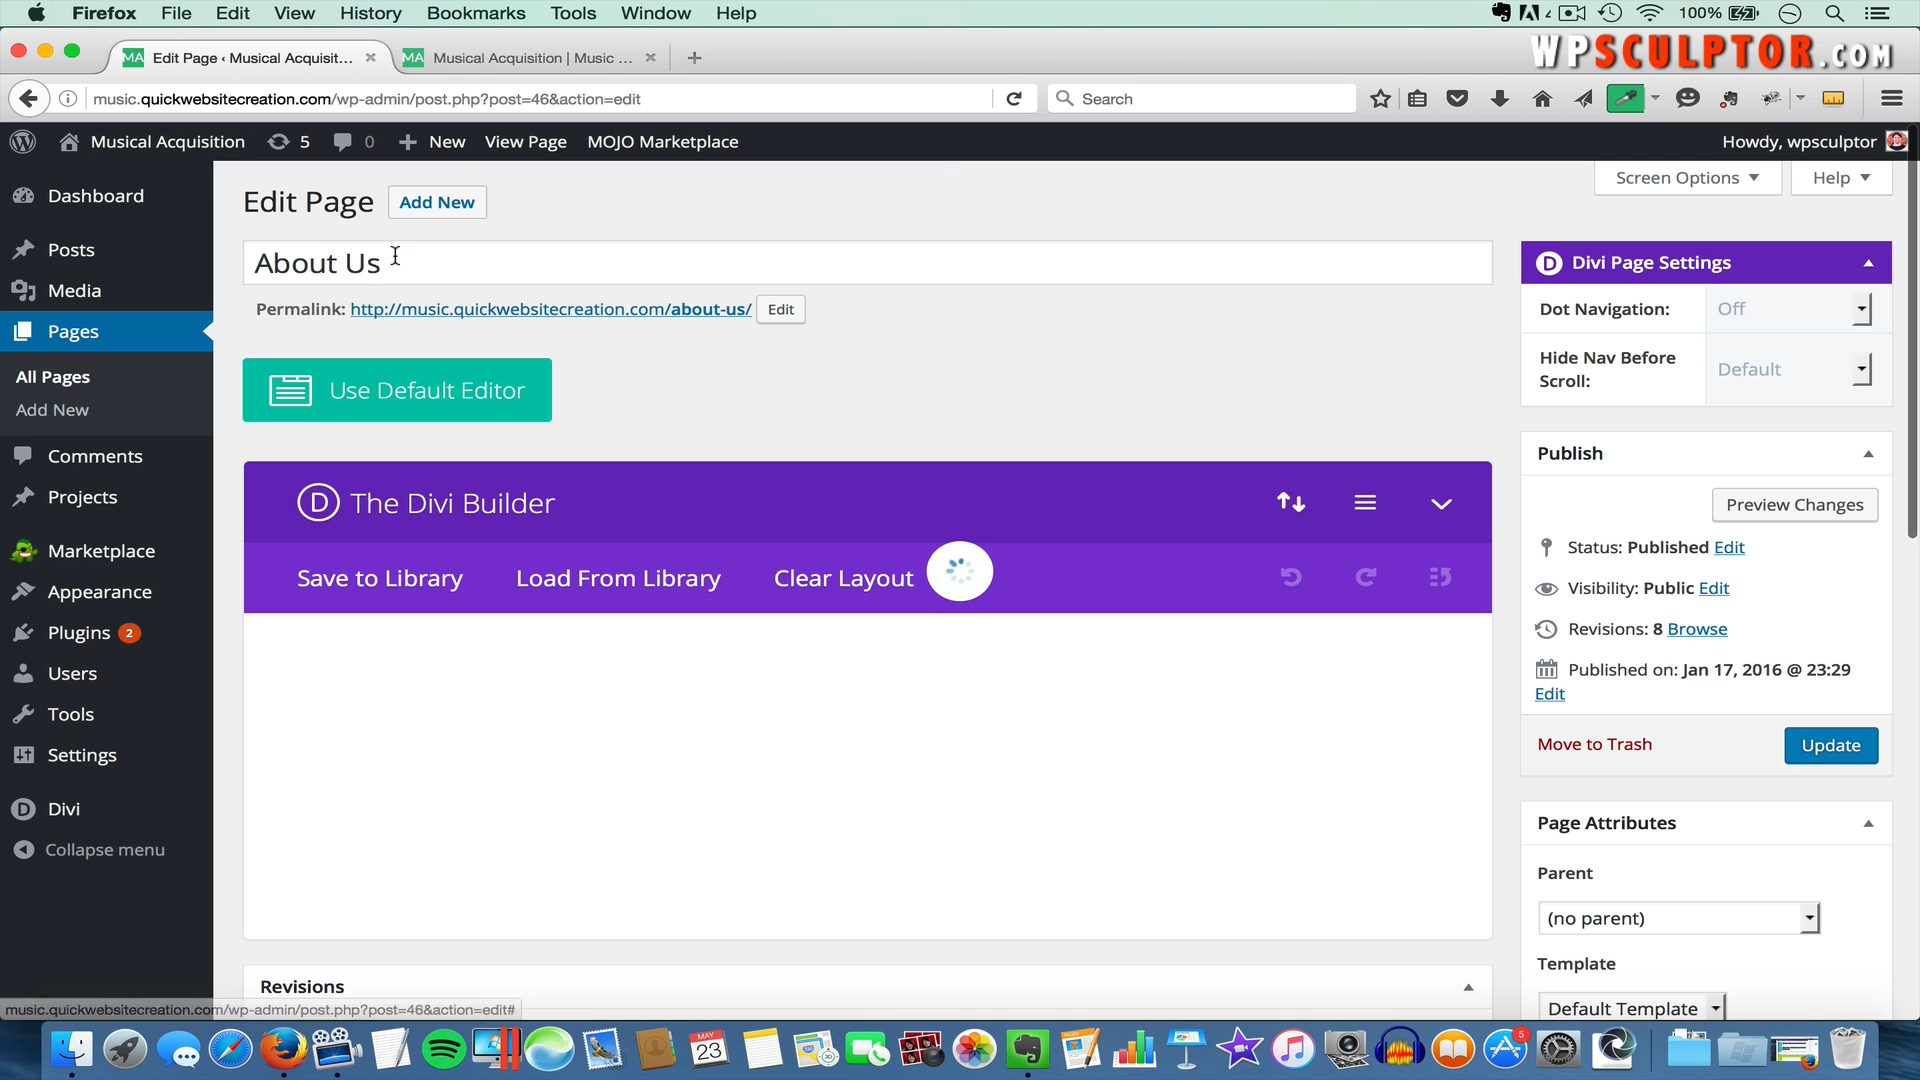 Firefox File Edit View History Bookmarks Tools Window Help
4 100%
WPSCULPTOR.COM
MA Edit Page ‹ Musical Acquisit...
MA Musical Acquisition | Music ...
music.quickwebsitecreation.com/wp-admin/post.php?post=46&action=edit
Search
Musical Acquisition 5 0 New View Page MOJO Marketplace
Howdy, wpsculptor
Dashboard
Posts
Media
Pages
All Pages
Add New
Comments
Projects
Marketplace
Appearance
Plugins 2
Users
Tools
Settings
Divi
Collapse menu
Screen Options Help
Edit Page Add New
About Us
Permalink: http://music.quickwebsitecreation.com/about-us/ Edit
Use Default Editor
D The Divi Builder
Save to Library Load From Library Clear Layout
Revisions
D Divi Page Settings
Dot Navigation: Off
Hide Nav Before
Scroll:
Default
Publish
Preview Changes
Status: Published Edit
Visibility: Public Edit
Revisions: 8 Browse
Published on: Jan 17, 2016 @ 23:29
Edit
Move to Trash Update
Page Attributes
Parent
(no parent)
Template
Default Template
music.quickwebsitecreation.com/wp-admin/post.php?post=46&action=edit#
MAY
23
5